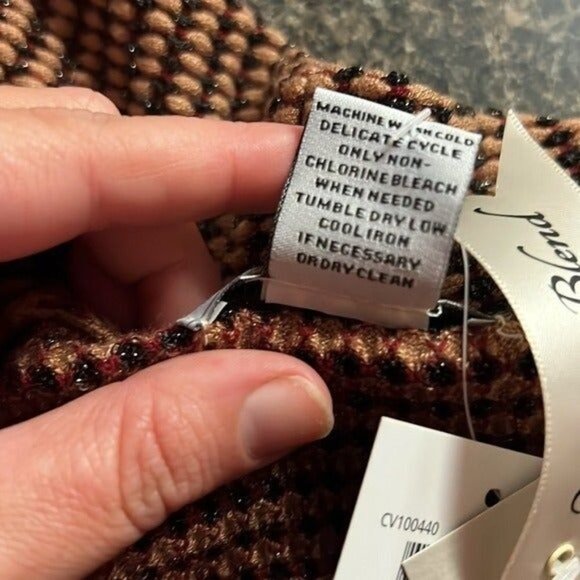 MACHINE W SH COLD
DELICATE CYCLE
ONLY NON-
CHLORINE BLEACH
WHEN NEEDED
TUMBLE DRY LOW
COOL IRON
IF NECESSARY
OR DRY CLEAN
Blend
CV100440